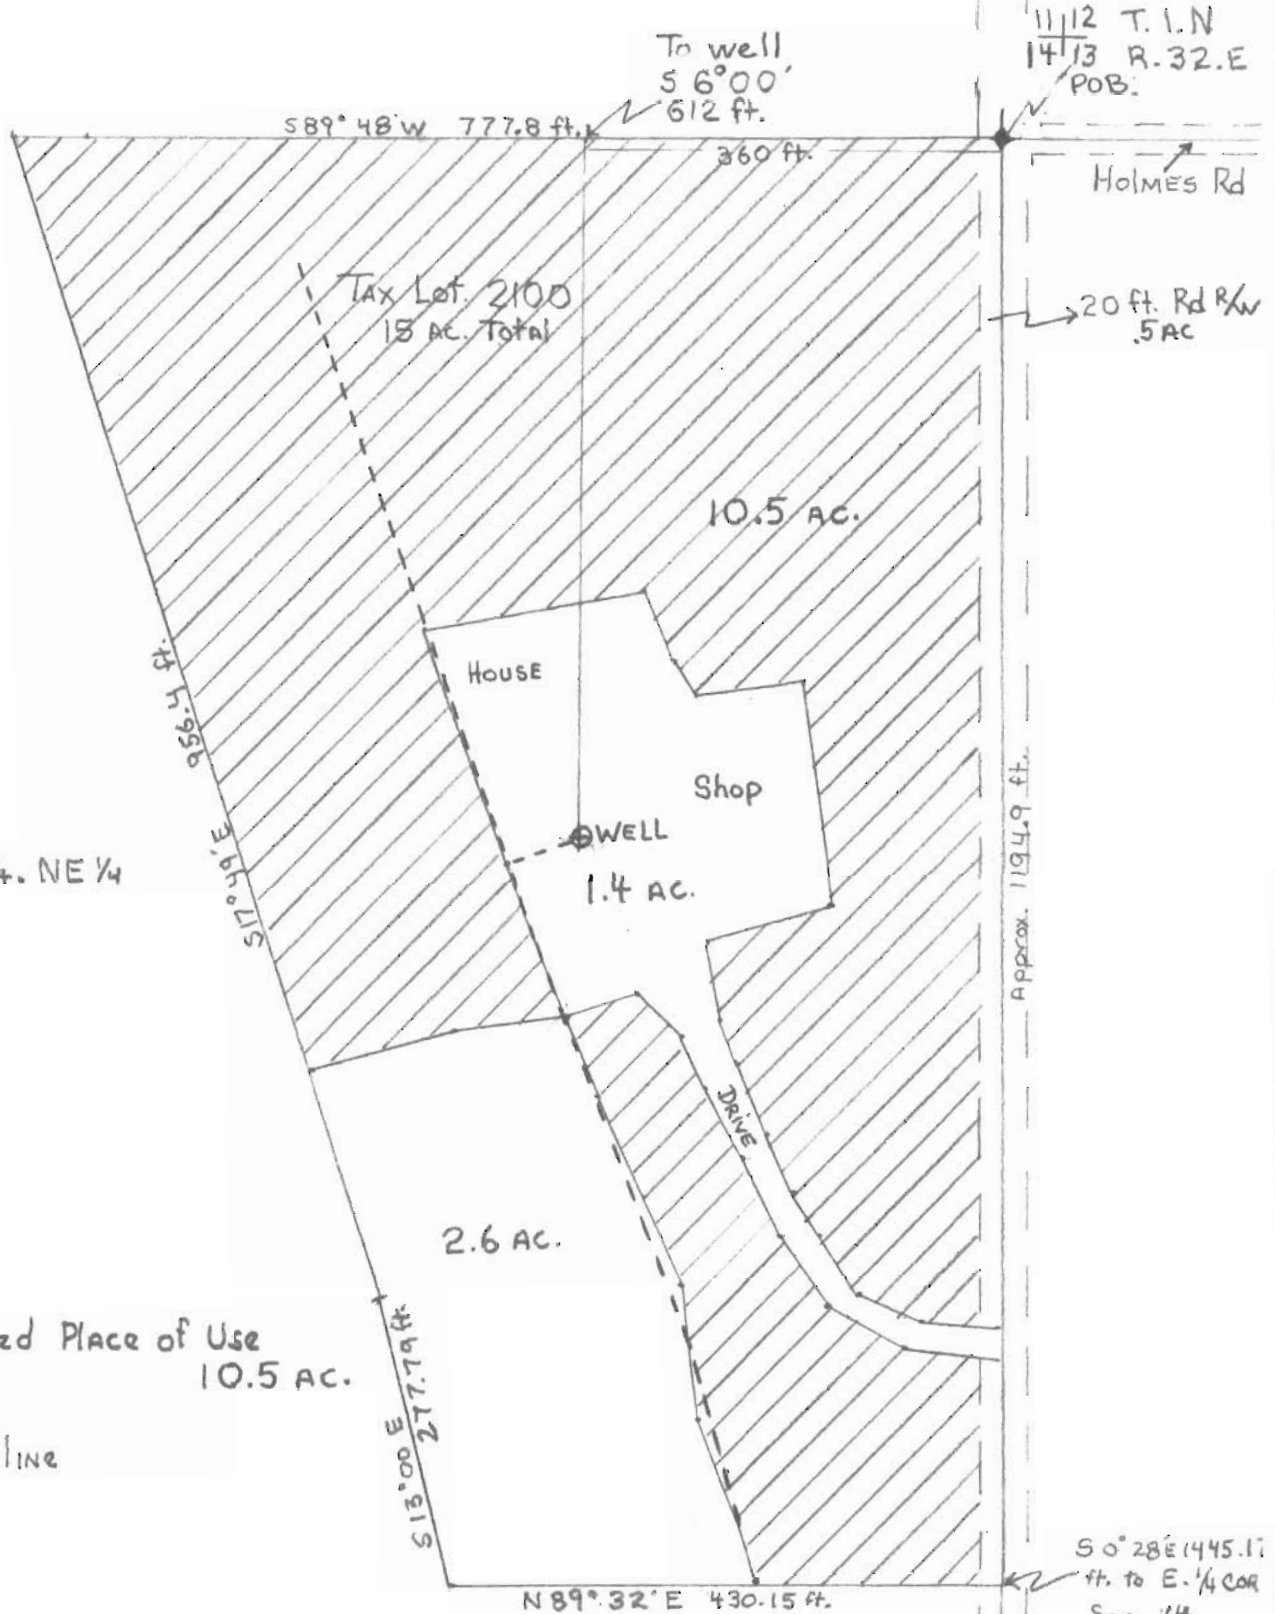 11 12 T. 1. N
14 13 R. 32. E
POB.
To well
S 6°00'
612 ft.
S89° 48' W 777.8 ft.
360 ft.
Holmes Rd
Tax Lot. 2100
15 AC. Total
20 ft. Rd R/W
.5 AC
10.5 AC.
House
956.4 ft.
Shop
Well
S17°49' E
1.4 AC.
Approx. 1194.9 ft.
NE 1/4
Drive
2.6 AC.
Place of Use
10.5 AC.
277.79 ft.
line
S 13°00 E
S 0° 28' E 1445.1
ft. to E. 1/4 COR
N 89° 32' E 430.15 ft.